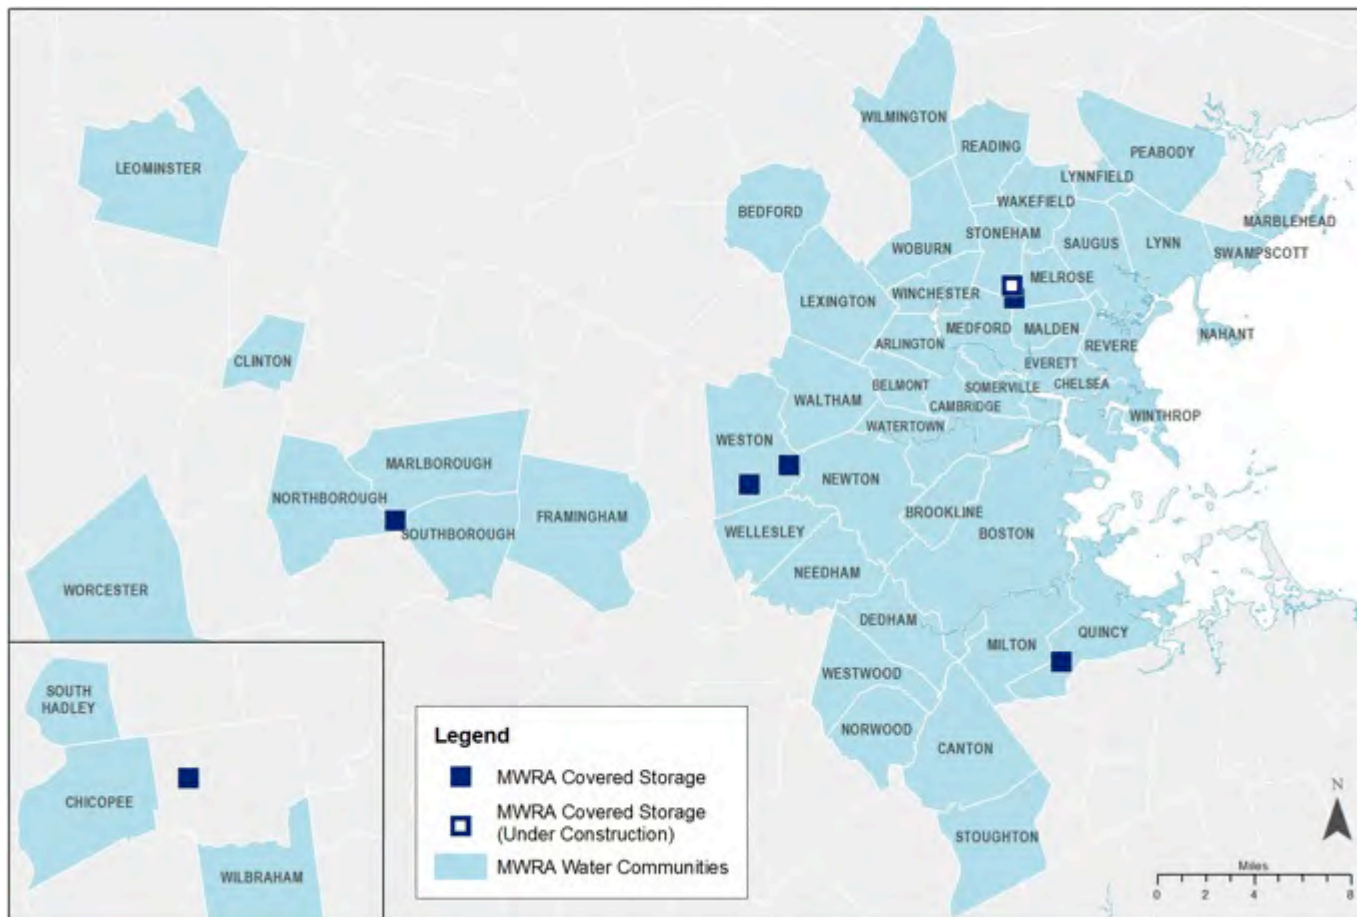 WILMINGTON
READING
PEABODY
LEOMINSTER
LYNNFIELD
WAKEFIELD
BEDFORD
MARBLEHEAD
STONEHAM
SAUGUS
LYNN
WOBURN
SWAMPSCOTT
MELROSE
WINCHESTER
LEXINGTON
MEDFORD
MALDEN
NAHANT
ARLINGTON
REVERE
CLINTON
EVERETT
BELMONT
SOMERVILLE
CHELSEA
WALTHAM
CAMBRIDGE
WINTHROP
WATERTOWN
WESTON
MARLBOROUGH
NEWTON
NORTHBOROUGH
BROOKLINE
FRAMINGHAM
SOUTHBOROUGH
WELLESLEY
BOSTON
NEEDHAM
WORCESTER
DEDHAM
QUINCY
MILTON
WESTWOOD
SOUTH
HADLEY
NORWOOD
CANTON
CHICOPEE
STOUGHTON
WILBRAHAM
Legend
MWRA Covered Storage
MWRA Covered Storage
(Under Construction)
MWRA Water Communities
N
Miles
0 2 4 8